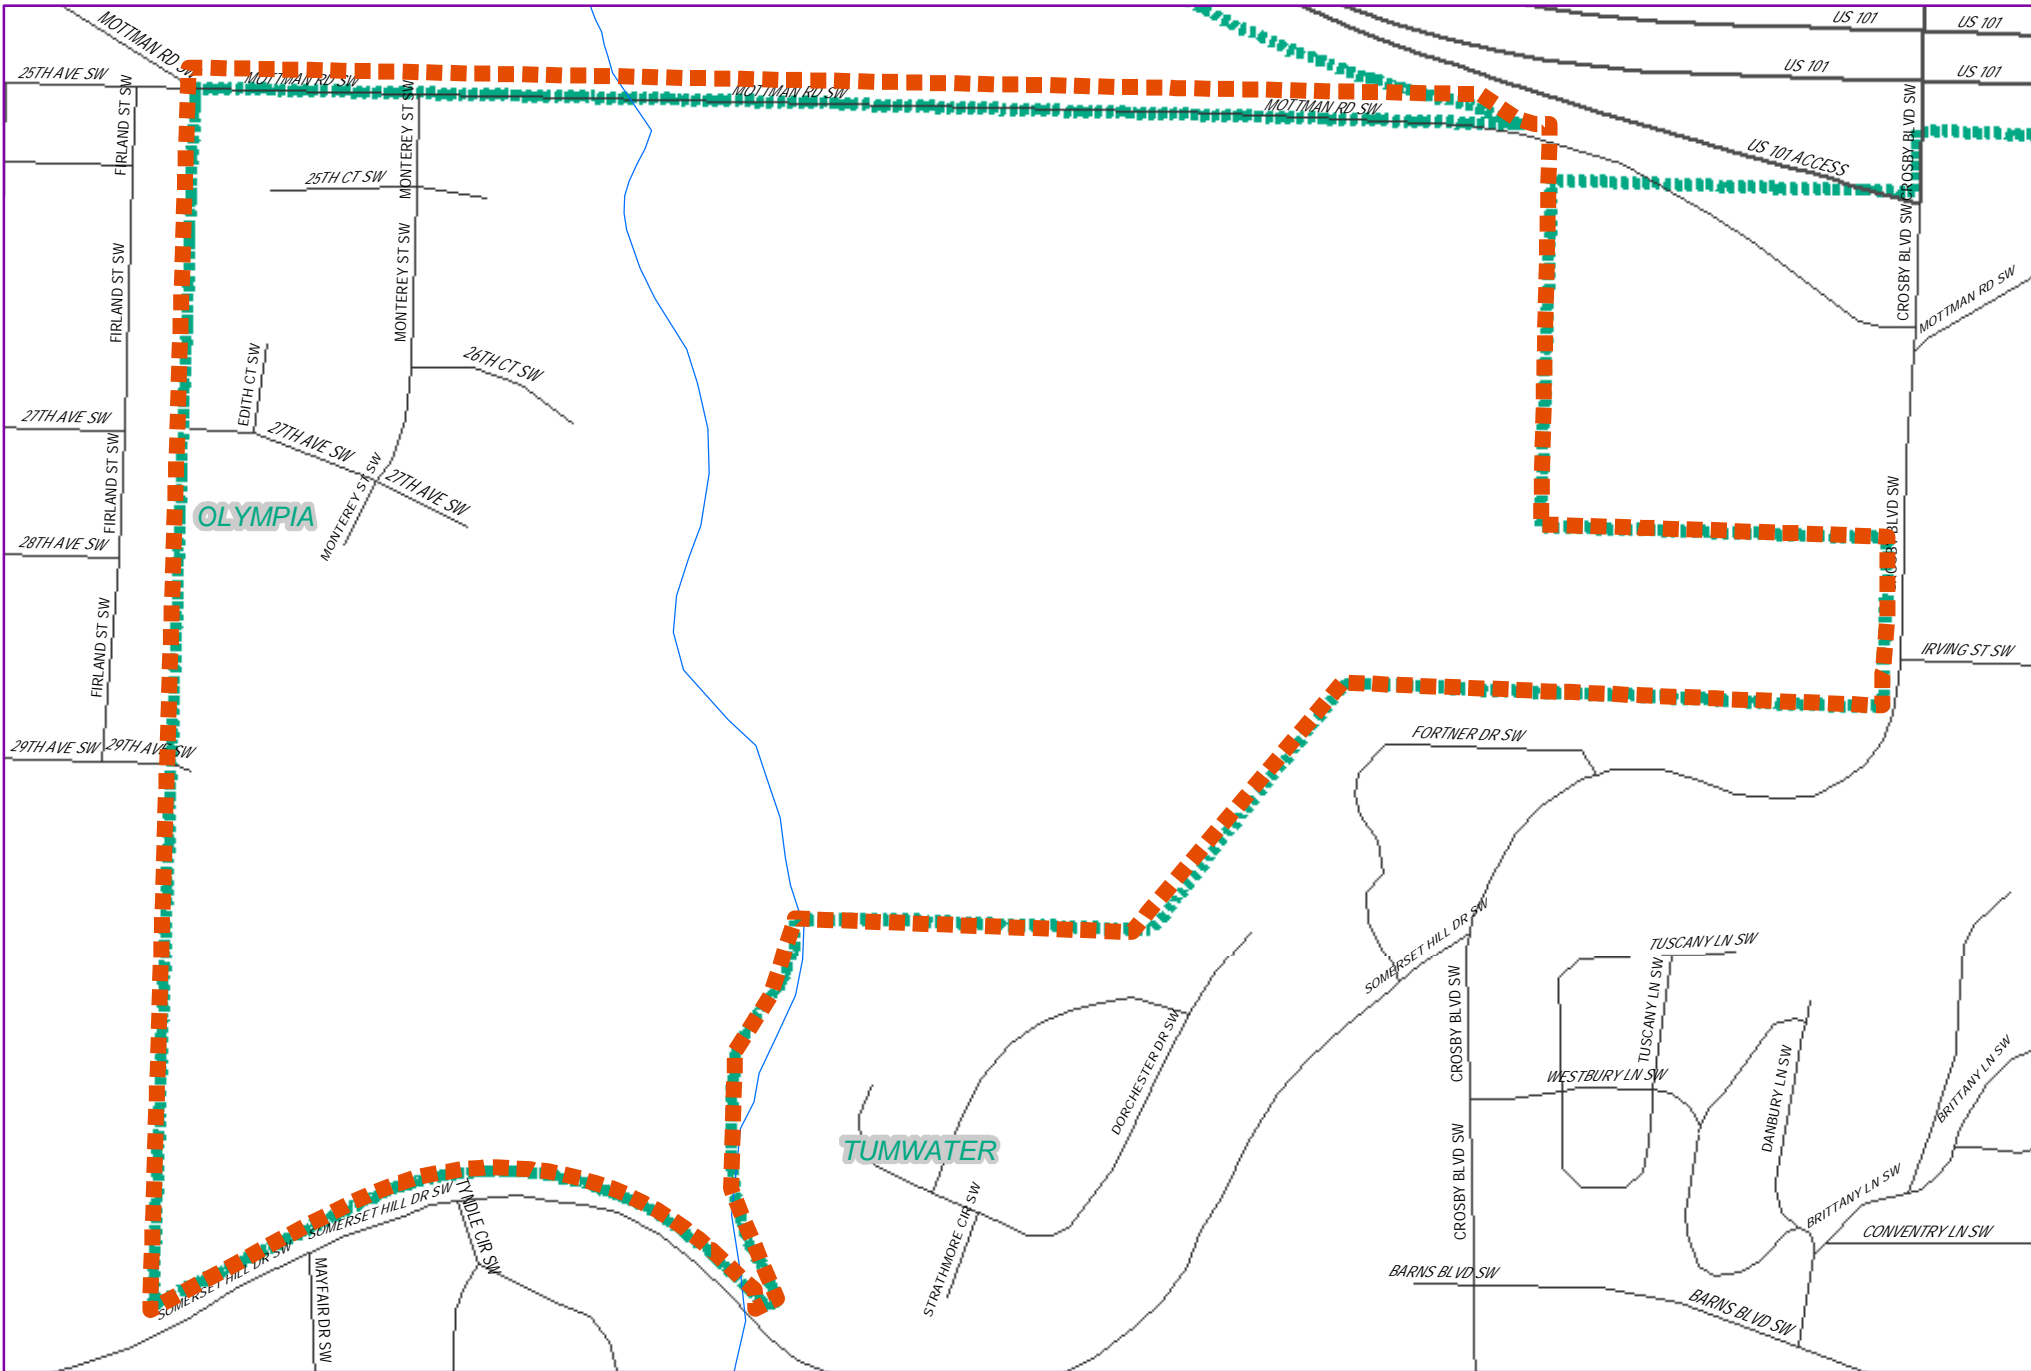 MOTTMAN RD SW
US 101
US 101
25TH AVE SW
MOTTMAN RD SW
MOTTMAN RD SW
MOTTMAN RD SW
US 101
US 101
FIRLAND ST SW
MONTEREY ST SW
CROSBY BLVD SW
US 101 ACCESS
25TH CT SW
FIRLAND ST SW
MONTEREY ST SW
CROSBY BLVD SW
MOTTMAN RD SW
EDITH CT SW
26TH CT SW
27TH AVE SW
27TH AVE SW
FIRLAND ST SW
MONTEREY ST SW
27TH AVE SW
OLYMPIA
28TH AVE SW
CROSBY BLVD SW
FIRLAND ST SW
IRVING ST SW
29TH AVE SW
29TH AVE SW
FORTNER DR SW
SOMERSET HILL DR SW
TUSCANY LN SW
CROSBY BLVD SW
TUSCANY LN SW
DORCHESTER DR SW
WESTBURY LN SW
DANBURY LN SW
BRITTANY LN SW
TUMWATER
CROSBY BLVD SW
SOMERSET HILL DR SW
TYNDLE CIR SW
STRATHMORE CIR SW
BRITTANY LN SW
CONVENTRY LN SW
SOMERSET HILL DR SW
MAYFAIR DR SW
BARNS BLVD SW
BARNS BLVD SW